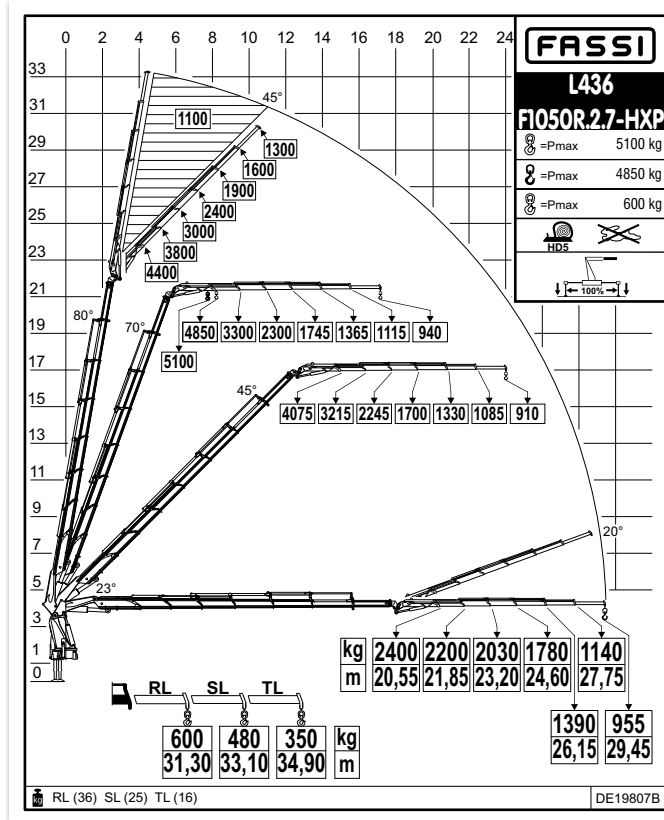 0 2 4 6 8 10 12 14 16 18 20 22 24
FASSI
L436
F1050R.2.7-HXP
=Pmax 5100 kg
=Pmax 4850 kg
=Pmax 600 kg
HD5
100%
33
31
29
27
25
23
21
19
17
15
13
11
9
7
5
3
1
0
45°
1100
1300
1600
1900
2400
3000
3800
4400
80°
70°
4850 3300 2300 1745 1365 1115 940
5100
45°
4075 3215 2245 1700 1330 1085 910
20°
23°
kg 2400 2200 2030 1780 1140
m 20,55 21,85 23,20 24,60 27,75
1390 955
26,15 29,45
RL SL TL
600 480 350 kg
31,30 33,10 34,90 m
kg RL (36) SL (25) TL (16)
DE19807B